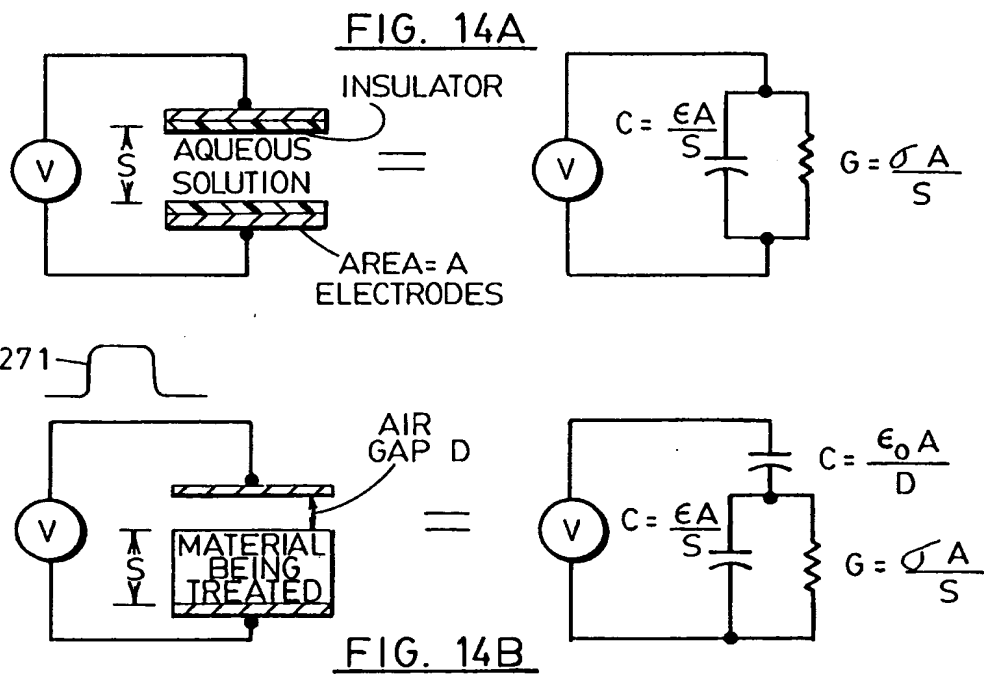 FIG. 14A
INSULATOR
V
S
AQUEOUS
SOLUTION
=
AREA= A
ELECTRODES
V
C = ϵA/S
G = σA/S
271
AIR
GAP D
V
S
MATERIAL
BEING
TREATED
=
V
C = ϵ₀A/D
C = ϵA/S
G = σA/S
FIG. 14B